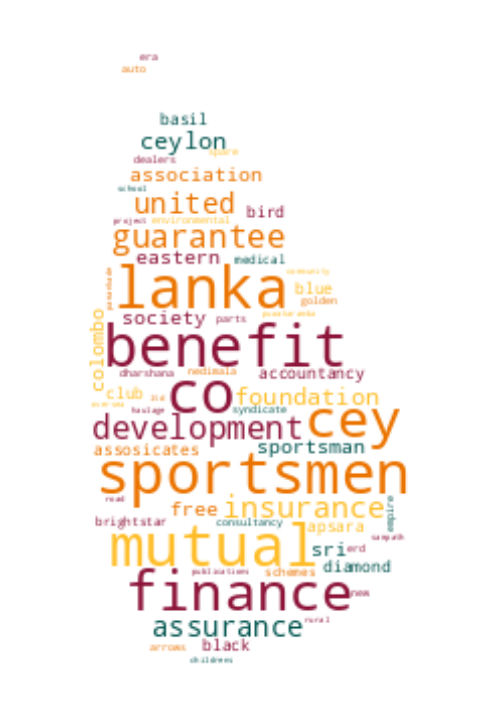 era
auto
basil
ceylon
spare
dealers
association
school
united
bird
project environmental
guarantee
eastern medical
community
lanka
blue
golden
society parts
colombo
benefit
dharshana nedimala accountancy
co
club ltd foundation
haulage syndicate
cey
development
sportsman
assosicates
sportsmen
road
free insurance
empire
brightstar consultancy apsara
sampath
mutual
sri erd
diamond
publications schemes
finance new
rural
assurance
arrows black
childrens